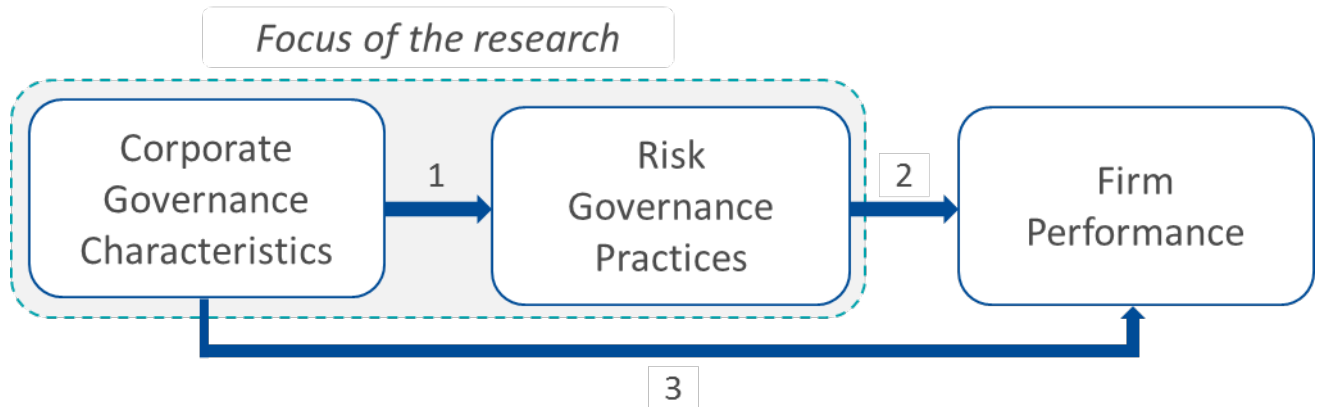 Focus of the research
Corporate
Governance
Characteristics
1
Risk
Governance
Practices
2
Firm
Performance
3